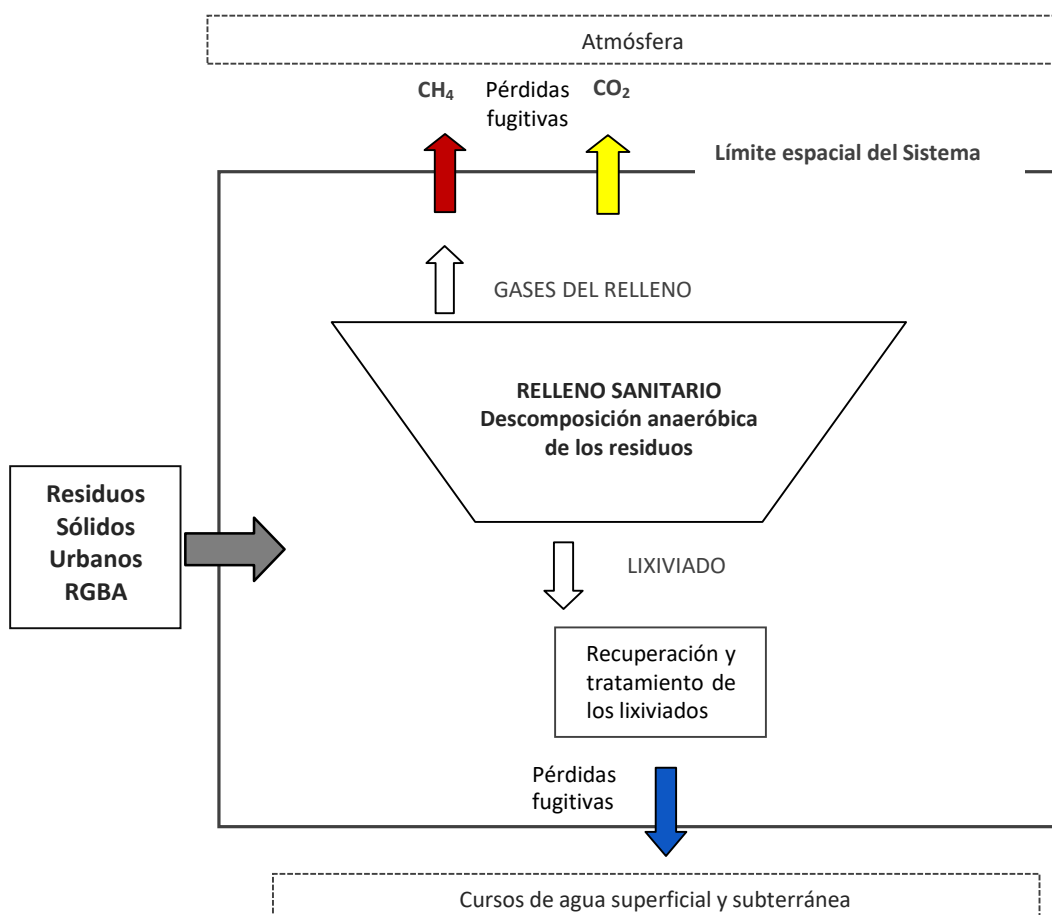 Atmósfera
CH₄ Pérdidas CO₂
fugitivas
Límite espacial del Sistema
GASES DEL RELLENO
RELLENO SANITARIO
Descomposición anaeróbica
de los residuos
Residuos
Sólidos
Urbanos
RGBA
LIXIVIADO
Recuperación y
tratamiento de
los lixiviados
Pérdidas
fugitivas
Cursos de agua superficial y subterránea